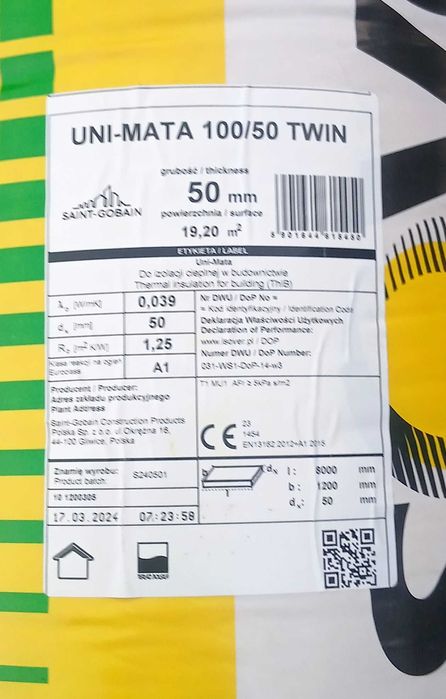 UNI-MATA 100/50 TWIN
SAINT-GOBAIN
grubość / thickness
50 mm
powierzchnia / surface
19,20 m²
5 901644 815480
ETYKIETA / LABEL
Uni-Mata
Do izolacji cieplnej w budownictwie
Thermal insulation for building (ThIB)
λD [W/mK] 0,039
dN [mm] 50
RD [m² K/W] 1,25
Klasa reakcji na ogień
Euroclass A1
Nr DWU / DoP No =
= Kod identyfikacyjny / Identification Code
Deklaracja Właściwości Użytkowych
Declaration of Performance:
www.isover.pl / DOP
Numer DWU / DoP Number:
031-WS1-DoP-14-w3
Producent / Producer:
Adres zakładu produkcyjnego
Plant Address
Saint-Gobain Construction Products
Polska Sp. z o.o. ul.Okrężna 16,
44-100 Gliwice, Polska
T1 MU1 AFr ≥ 5kPa s/m2
CE
23
1454
EN13162:2012+A1:2015
Znamię wyrobu:
Product batch: S240501
10 1200305
17.03.2024 07:23:58
b l dN
l: 8000 mm
b: 1200 mm
dN: 50 mm